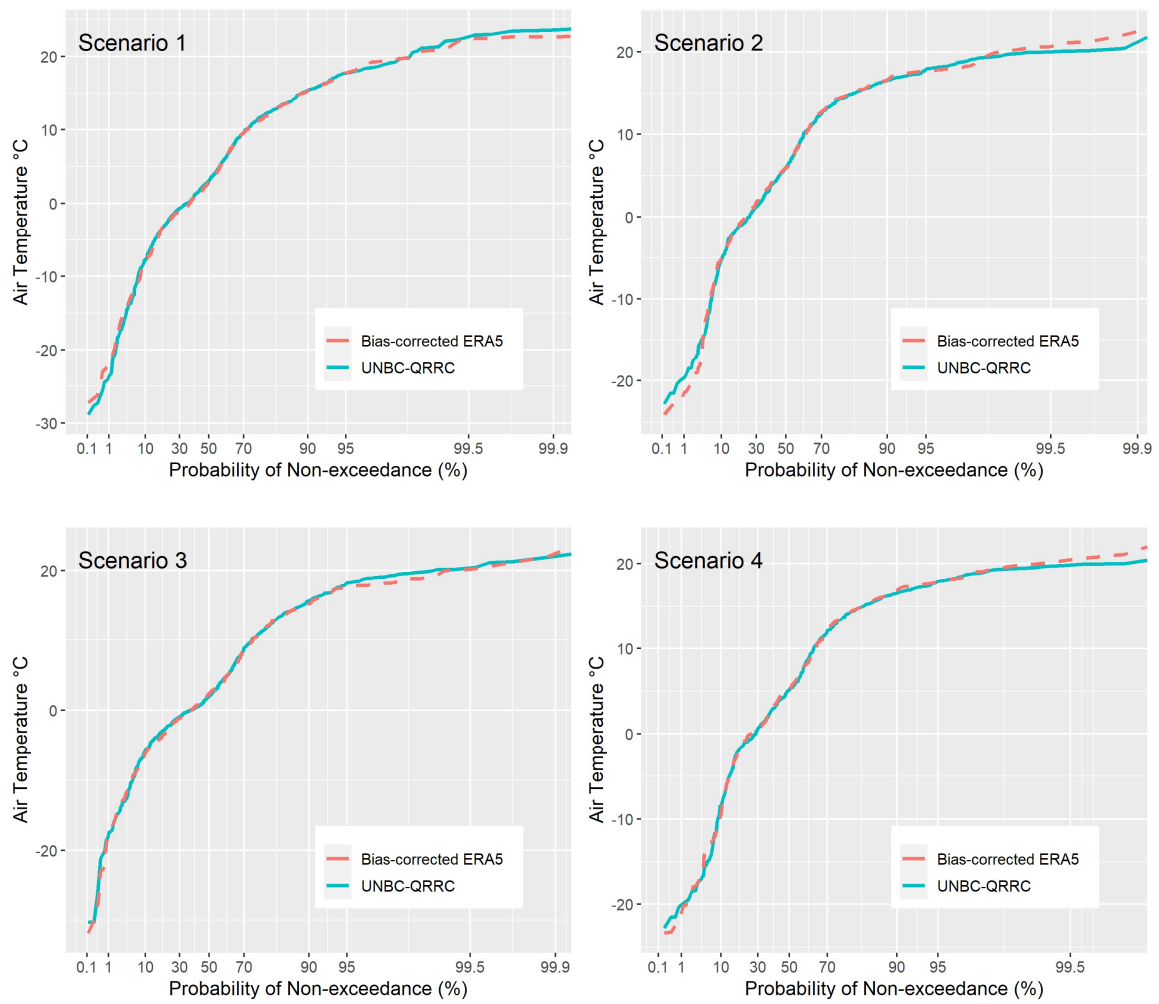 Scenario 1
Air Temperature °C
20
10
0
-10
-20
-30
Bias-corrected ERA5
UNBC-QRRC
0.1 1 10 30 50 70 90 95 99.5 99.9
Probability of Non-exceedance (%)
Scenario 2
Air Temperature °C
20
10
0
-10
-20
Bias-corrected ERA5
UNBC-QRRC
0.1 1 10 30 50 70 90 95 99.5 99.9
Probability of Non-exceedance (%)
Scenario 3
Air Temperature °C
20
0
-20
Bias-corrected ERA5
UNBC-QRRC
0.1 1 10 30 50 70 90 95 99.5 99.9
Probability of Non-exceedance (%)
Scenario 4
Air Temperature °C
20
10
0
-10
-20
Bias-corrected ERA5
UNBC-QRRC
0.1 1 10 30 50 70 90 95 99.5
Probability of Non-exceedance (%)